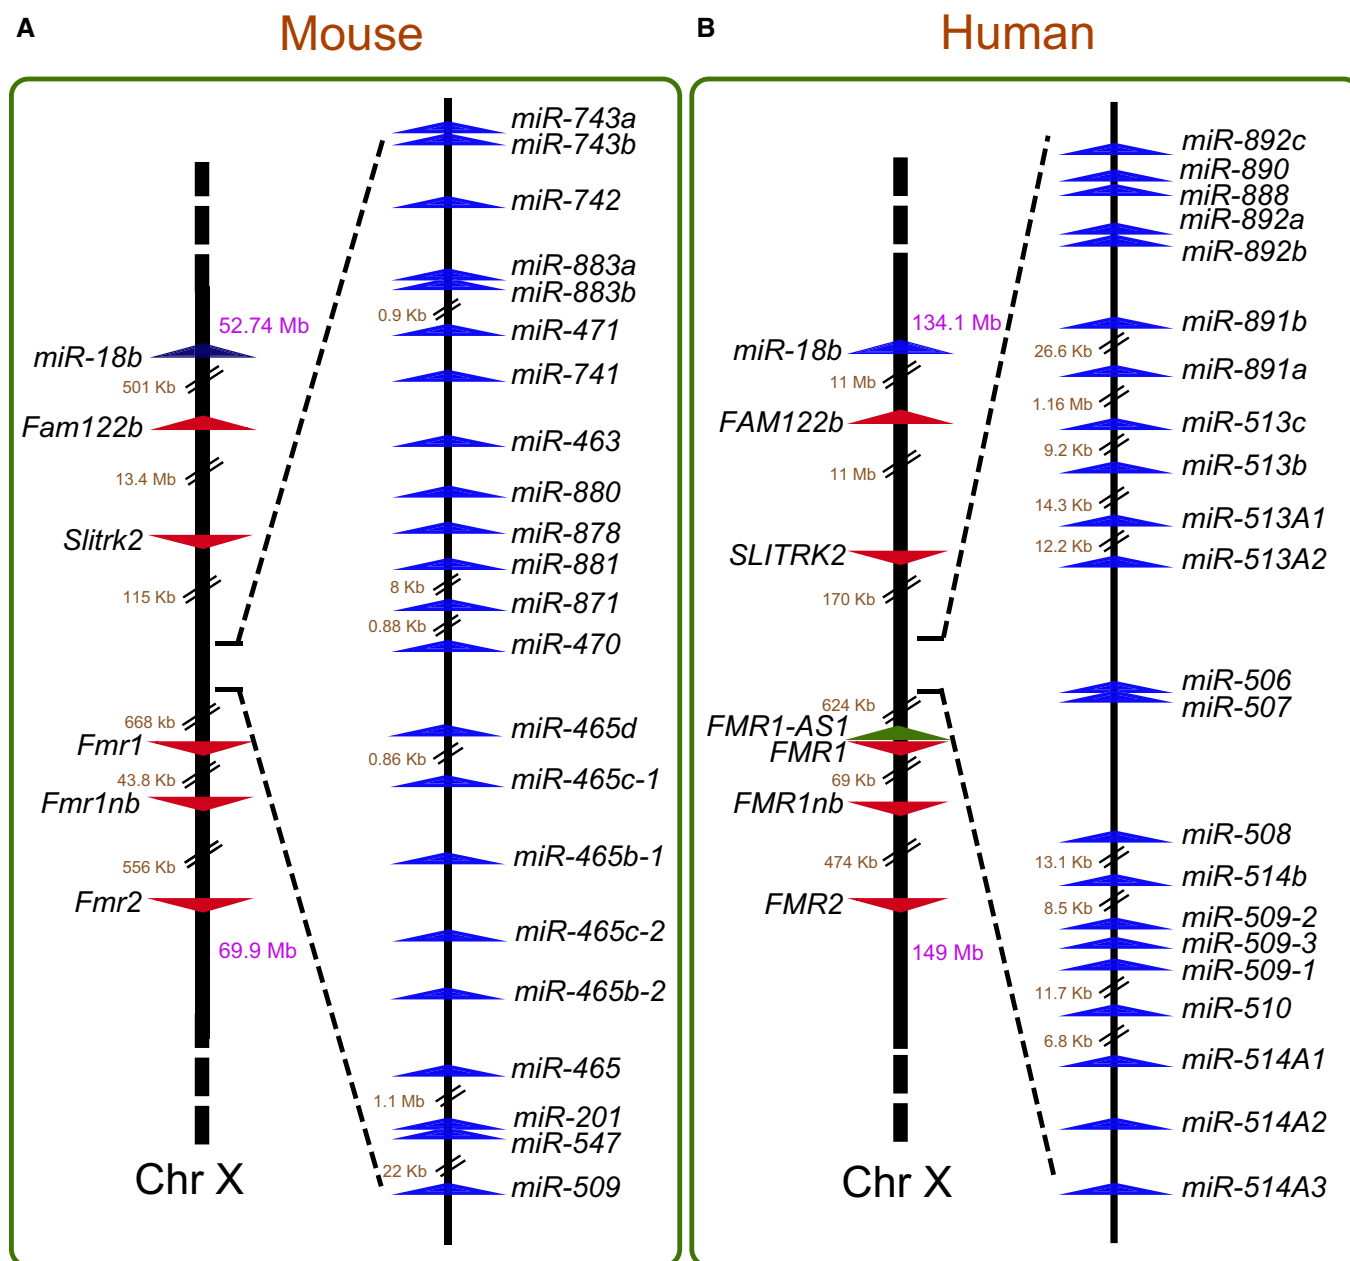 A
Mouse
miR-743a
miR-743b
miR-742
miR-883a
miR-883b
0.9 Kb
miR-471
miR-741
miR-463
miR-880
miR-878
miR-881
8 Kb
miR-871
0.88 Kb
miR-470
miR-465d
0.86 Kb
miR-465c-1
miR-465b-1
miR-465c-2
miR-465b-2
miR-465
1.1 Mb
miR-201
miR-547
22 Kb
miR-509
52.74 Mb
miR-18b
501 Kb
Fam122b
13.4 Mb
Slitrk2
115 Kb
668 kb
Fmr1
43.8 Kb
Fmr1nb
556 Kb
Fmr2
69.9 Mb
Chr X
B
Human
miR-892c
miR-890
miR-888
miR-892a
miR-892b
miR-891b
26.6 Kb
miR-891a
1.16 Mb
miR-513c
9.2 Kb
miR-513b
14.3 Kb
miR-513A1
12.2 Kb
miR-513A2
miR-506
miR-507
miR-508
13.1 Kb
miR-514b
8.5 Kb
miR-509-2
miR-509-3
miR-509-1
11.7 Kb
miR-510
6.8 Kb
miR-514A1
miR-514A2
miR-514A3
134.1 Mb
miR-18b
11 Mb
FAM122b
11 Mb
SLITRK2
170 Kb
624 Kb
FMR1-AS1
FMR1
69 Kb
FMR1nb
474 Kb
FMR2
149 Mb
Chr X